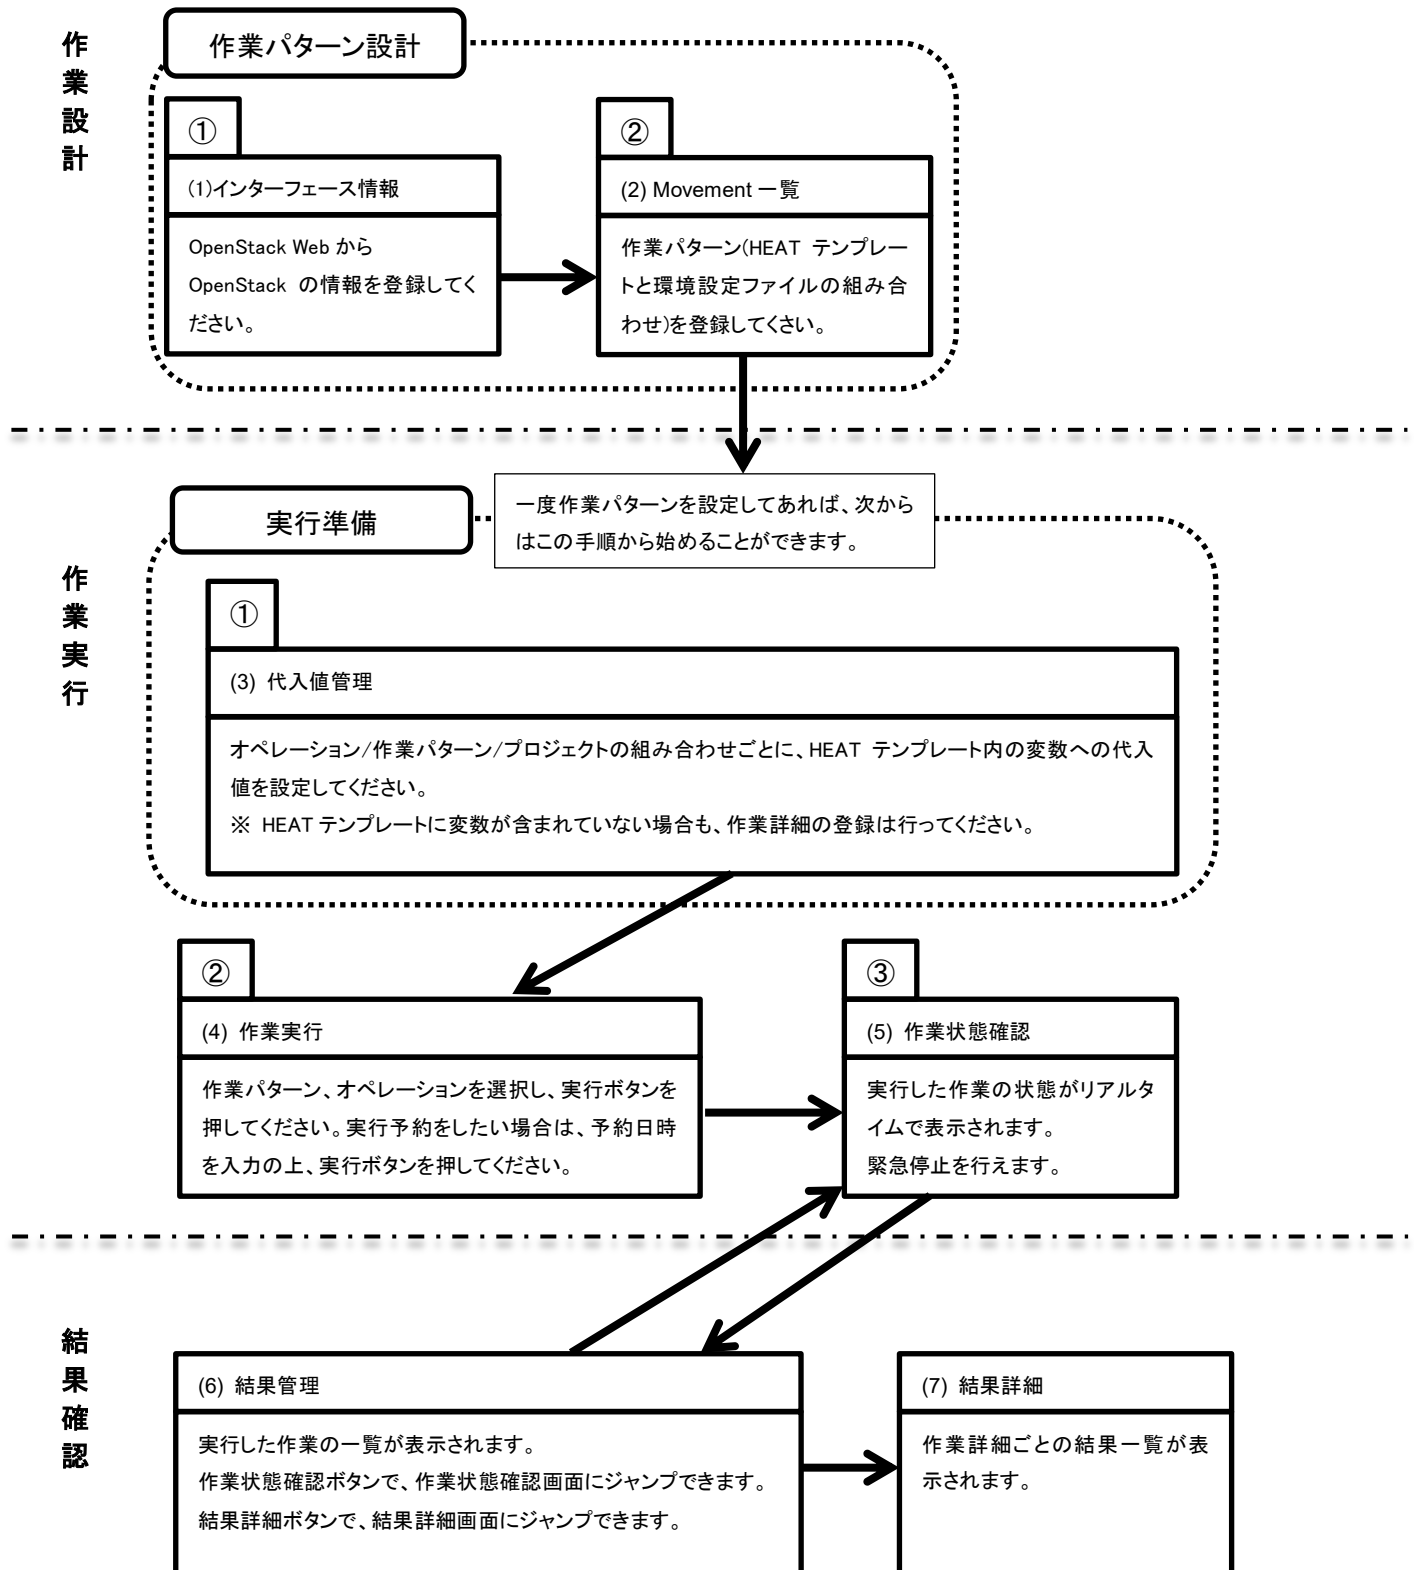 作業設計
作業パターン設計
①
(1)インターフェース情報
OpenStack Web から
OpenStack の情報を登録してく
ださい。
②
(2) Movement 一覧
作業パターン(HEAT テンプレー
トと環境設定ファイルの組み合
わせ)を登録してくさい。
作業実行
実行準備
一度作業パターンを設定してあれば、次から
はこの手順から始めることができます。
①
(3) 代入値管理
オペレーション/作業パターン/プロジェクトの組み合わせごとに、HEAT テンプレート内の変数への代入
値を設定してください。
※ HEAT テンプレートに変数が含まれていない場合も、作業詳細の登録は行ってください。
②
(4) 作業実行
作業パターン、オペレーションを選択し、実行ボタンを
押してください。実行予約をしたい場合は、予約日時
を入力の上、実行ボタンを押してください。
③
(5) 作業状態確認
実行した作業の状態がリアルタ
イムで表示されます。
緊急停止を行えます。
結果確認
(6) 結果管理
実行した作業の一覧が表示されます。
作業状態確認ボタンで、作業状態確認画面にジャンプできます。
結果詳細ボタンで、結果詳細画面にジャンプできます。
(7) 結果詳細
作業詳細ごとの結果一覧が表
示されます。